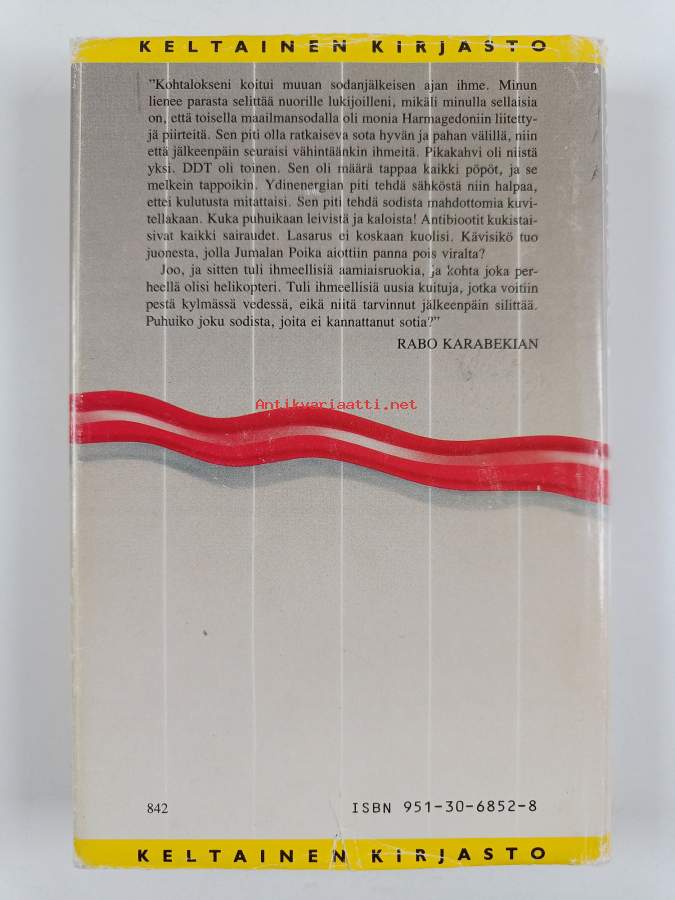 KELTAINEN KIRJASTO
"Kohtalokseni koitui muuan sodanjälkeisen ajan ihme. Minun
lienee parasta selittää nuorille lukijoilleni, mikäli minulla sellaisia
on, että toisella maailmansodalla oli monia Harmagedoniin liitetty-
jä piirteitä. Sen piti olla ratkaiseva sota hyvän ja pahan välillä, niin
että jälkeenpäin seuraisi vähintäänkin ihmeitä. Pikakahvi oli niistä
yksi. DDT oli toinen. Sen oli määrä tappaa kaikki pöpöt, ja se
melkein tappoikin. Ydinenergian piti tehdä sähköstä niin halpaa,
ettei kulutusta mitattaisi. Sen piti tehdä sodista mahdottomia kuvi-
tellakaan. Kuka puhuikaan leivistä ja kaloista! Antibiootit kukistai-
sivat kaikki sairaudet. Lasarus ei koskaan kuolisi. Kävisikö tuo
juonesta, jolla Jumalan Poika aiottiin panna pois viralta?
Joo, ja sitten tuli ihmeellisiä aamiaisruokia, ja kohta joka per-
heellä olisi helikopteri. Tuli ihmeellisiä uusia kuituja, jotka voitiin
pestä kylmässä vedessä, eikä niitä tarvinnut jälkeenpäin silittää.
Puhuiko joku sodista, joita ei kannattanut sotia?"
RABO KARABEKIAN
Antikvariaatti.net
842
ISBN 951-30-6852-8
KELTAINEN KIRJASTO